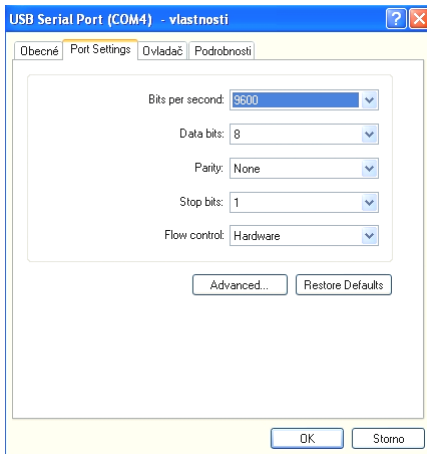 USB Serial Port (COM4) - vlastnosti
Obecné Port Settings Ovladač Podrobnosti
Bits per second: 9600
Data bits: 8
Parity: None
Stop bits: 1
Flow control: Hardware
Advanced... Restore Defaults
OK Storno